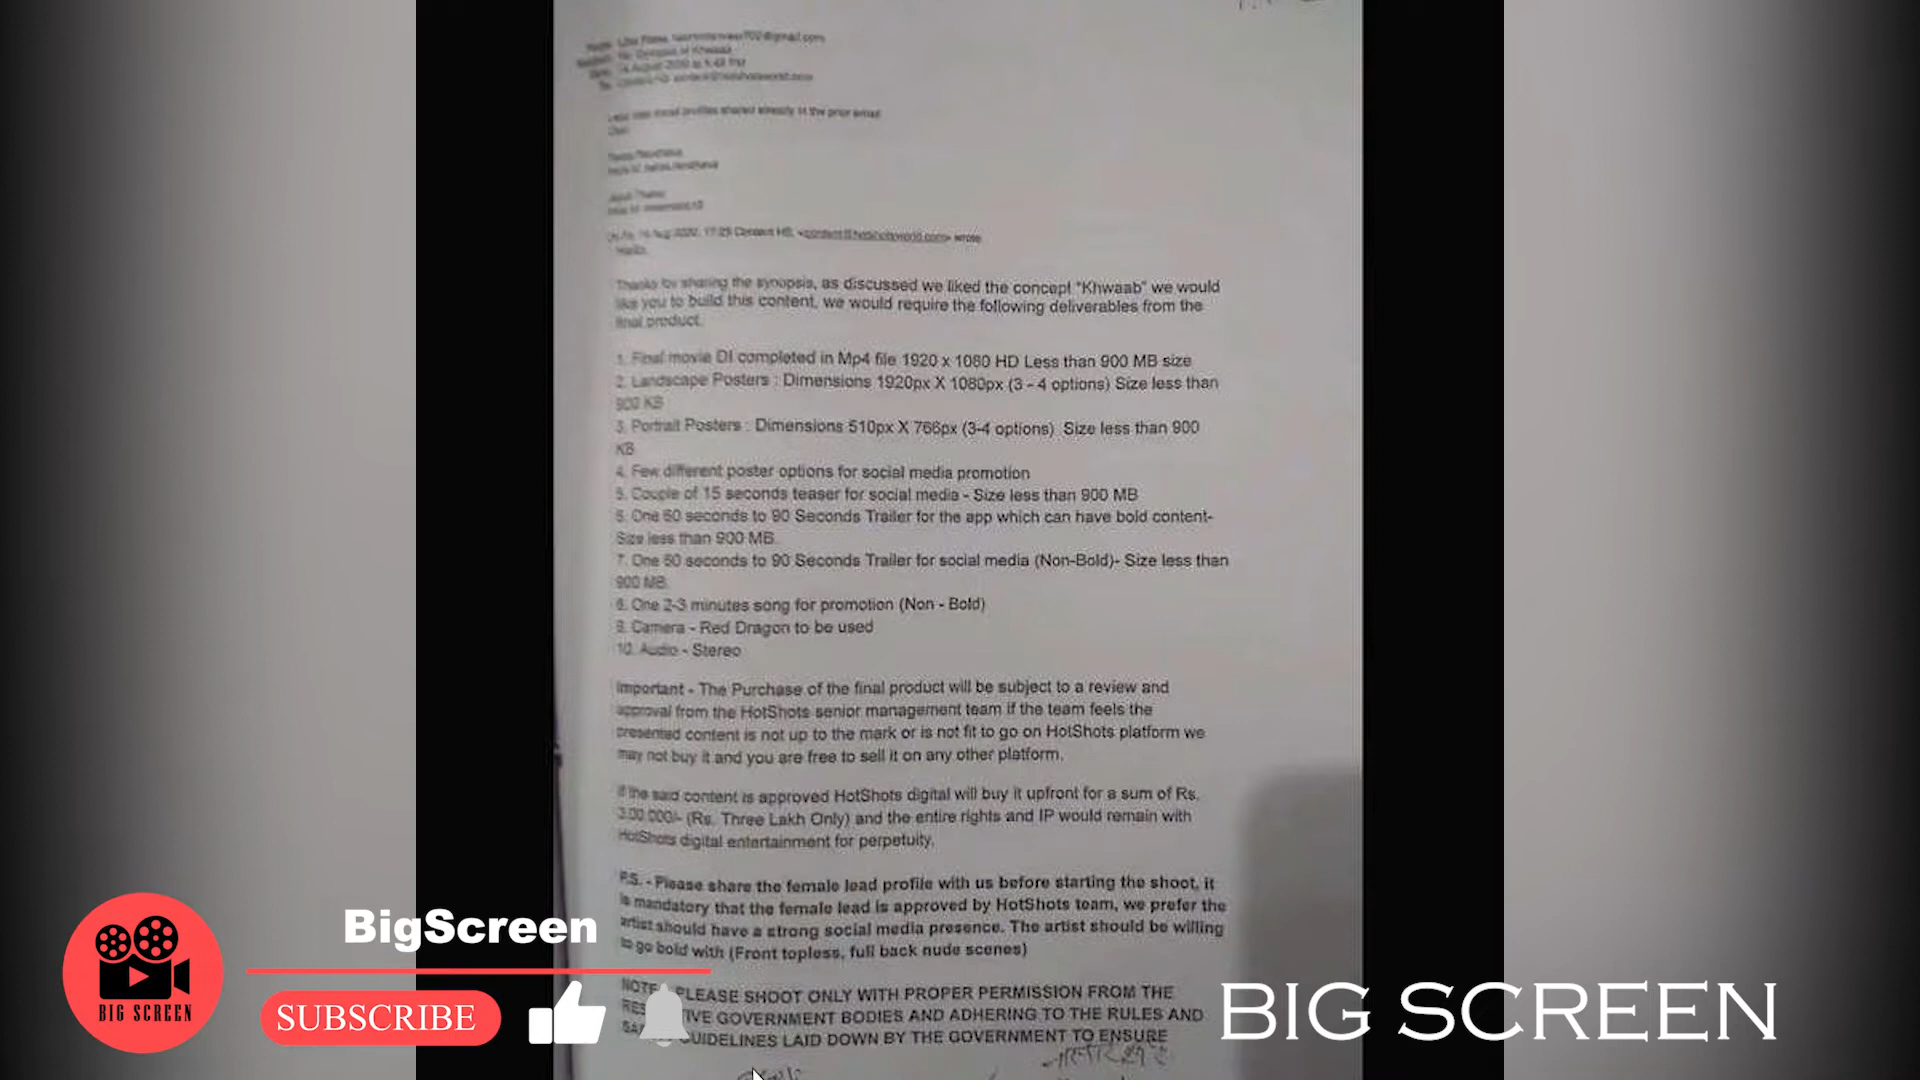 14 August 2020 at 5:48 PM
profiles shared already in the prior email
wrote:
Thanks for sharing the synopsis, as discussed we liked the concept "Khwaab" we would
like you to build this content, we would require the following deliverables from the
final product.
1. Final movie DI completed in Mp4 file 1920 x 1080 HD Less than 900 MB size
2. Landscape Posters : Dimensions 1920px X 1080px (3 - 4 options) Size less than
900 KB
3. Portrait Posters : Dimensions 510px X 766px (3-4 options) Size less than 900
KB
4. Few different poster options for social media promotion
5. Couple of 15 seconds teaser for social media - Size less than 900 MB
6. One 60 seconds to 90 Seconds Trailer for the app which can have bold content-
Size less than 900 MB.
7. One 60 seconds to 90 Seconds Trailer for social media (Non-Bold)- Size less than
900 MB.
8. One 2-3 minutes song for promotion (Non - Bold)
9. Camera - Red Dragon to be used
10. Audio - Stereo
Important - The Purchase of the final product will be subject to a review and
approval from the HotShots senior management team if the team feels the
presented content is not up to the mark or is not fit to go on HotShots platform we
may not buy it and you are free to sell it on any other platform.
If the said content is approved HotShots digital will buy it upfront for a sum of Rs.
3,00,000/- (Rs. Three Lakh Only) and the entire rights and IP would remain with
HotShots digital entertainment for perpetuity.
P.S. - Please share the female lead profile with us before starting the shoot, it
is mandatory that the female lead is approved by HotShots team, we prefer the
artist should have a strong social media presence. The artist should be willing
to go bold with (Front topless, full back nude scenes)
PLEASE SHOOT ONLY WITH PROPER PERMISSION FROM THE
GOVERNMENT BODIES AND ADHERING TO THE RULES AND
GUIDELINES LAID DOWN BY THE GOVERNMENT TO ENSURE
BigScreen
SUBSCRIBE
BIG SCREEN
BIG SCREEN